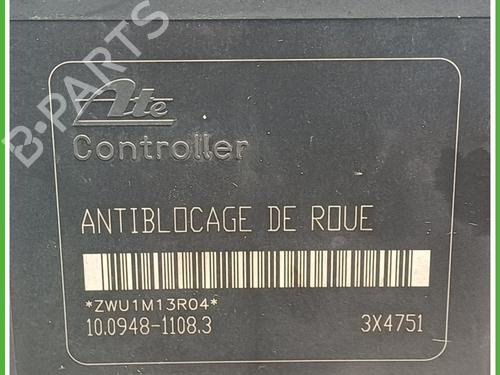 Ate
Controller
ANTIBLOCAGE DE ROUE
*ZWU1M13R04*
10.0948-1108.3 3X4751
B-PARTS